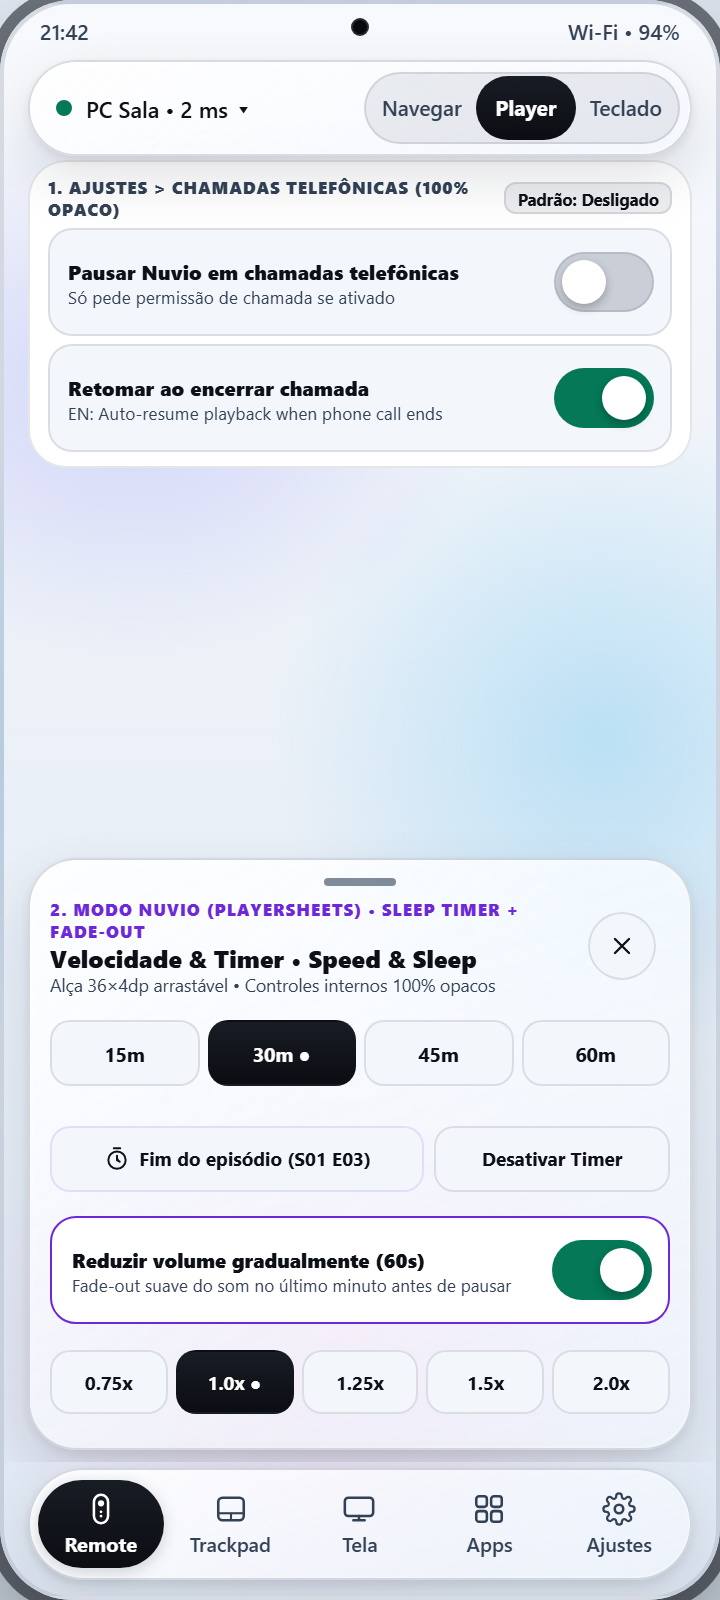 21:42
Wi-Fi • 94%
PC Sala • 2 ms ▾
Navegar
Player
Teclado
1. AJUSTES > CHAMADAS TELEFÔNICAS (100%
OPACO)
Padrão: Desligado
Pausar Nuvio em chamadas telefônicas
Só pede permissão de chamada se ativado
Retomar ao encerrar chamada
EN: Auto-resume playback when phone call ends
2. MODO NUVIO (PLAYERSHEETS) • SLEEP TIMER +
FADE-OUT
Velocidade & Timer • Speed & Sleep
Alça 36×4dp arrastável • Controles internos 100% opacos
15m
30m ●
45m
60m
Fim do episódio (S01 E03)
Desativar Timer
Reduzir volume gradualmente (60s)
Fade-out suave do som no último minuto antes de pausar
0.75x
1.0x ●
1.25x
1.5x
2.0x
Remote
Trackpad
Tela
Apps
Ajustes